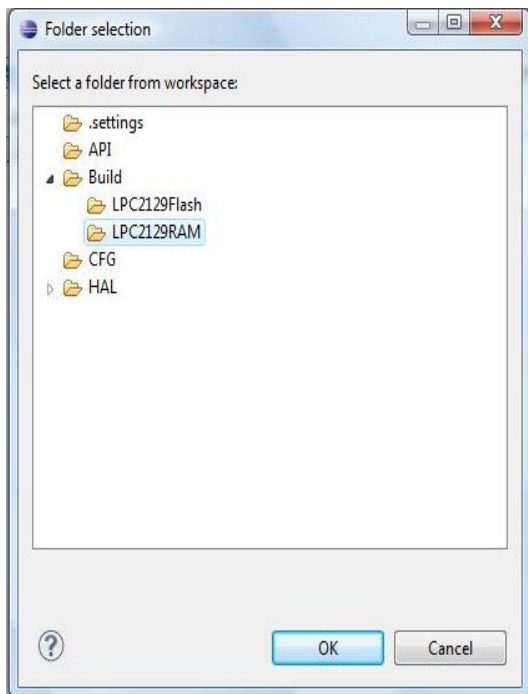 Folder selection
Select a folder from workspace:
.settings
API
Build
LPC2129Flash
LPC2129RAM
CFG
HAL
?
OK
Cancel